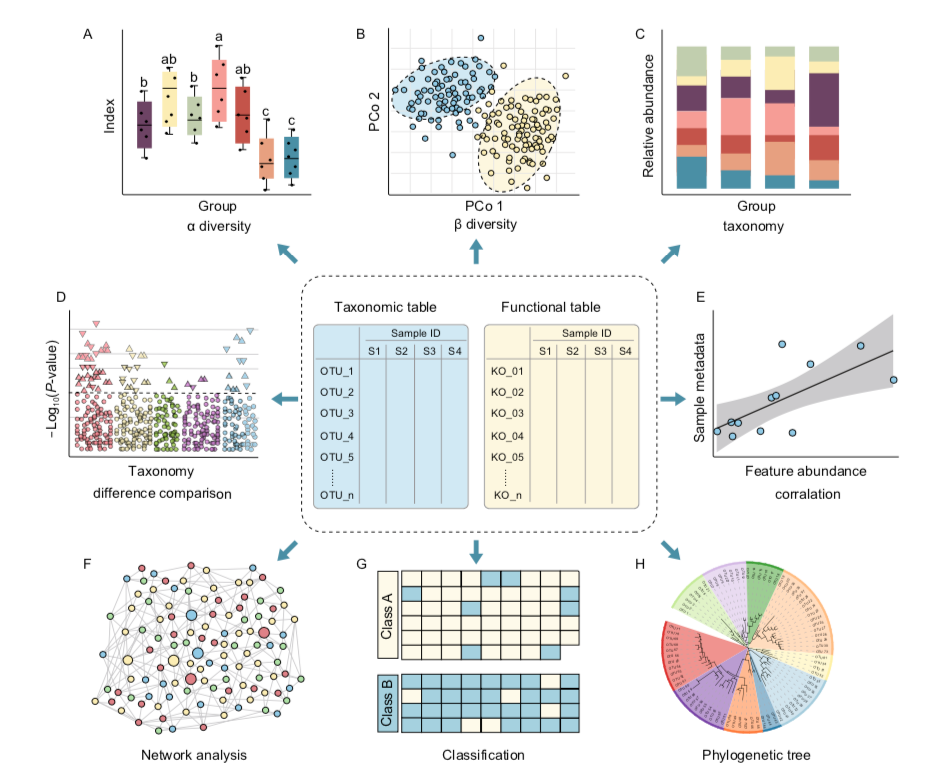 A
b
ab
b
a
ab
c
c
Index
Group
α diversity
B
PCo 2
PCo 1
β diversity
C
Relative abundance
Group
taxonomy
D
−Log10(P-value)
Taxonomy
difference comparison
Taxonomic table
Sample ID
S1 S2 S3 S4
OTU_1
OTU_2
OTU_3
OTU_4
OTU_5
OTU_n
Functional table
Sample ID
S1 S2 S3 S4
KO_01
KO_02
KO_03
KO_04
KO_05
KO_n
E
Sample metadata
Feature abundance
corralation
F
Network analysis
G
Class A
Class B
Classification
H
Phylogenetic tree